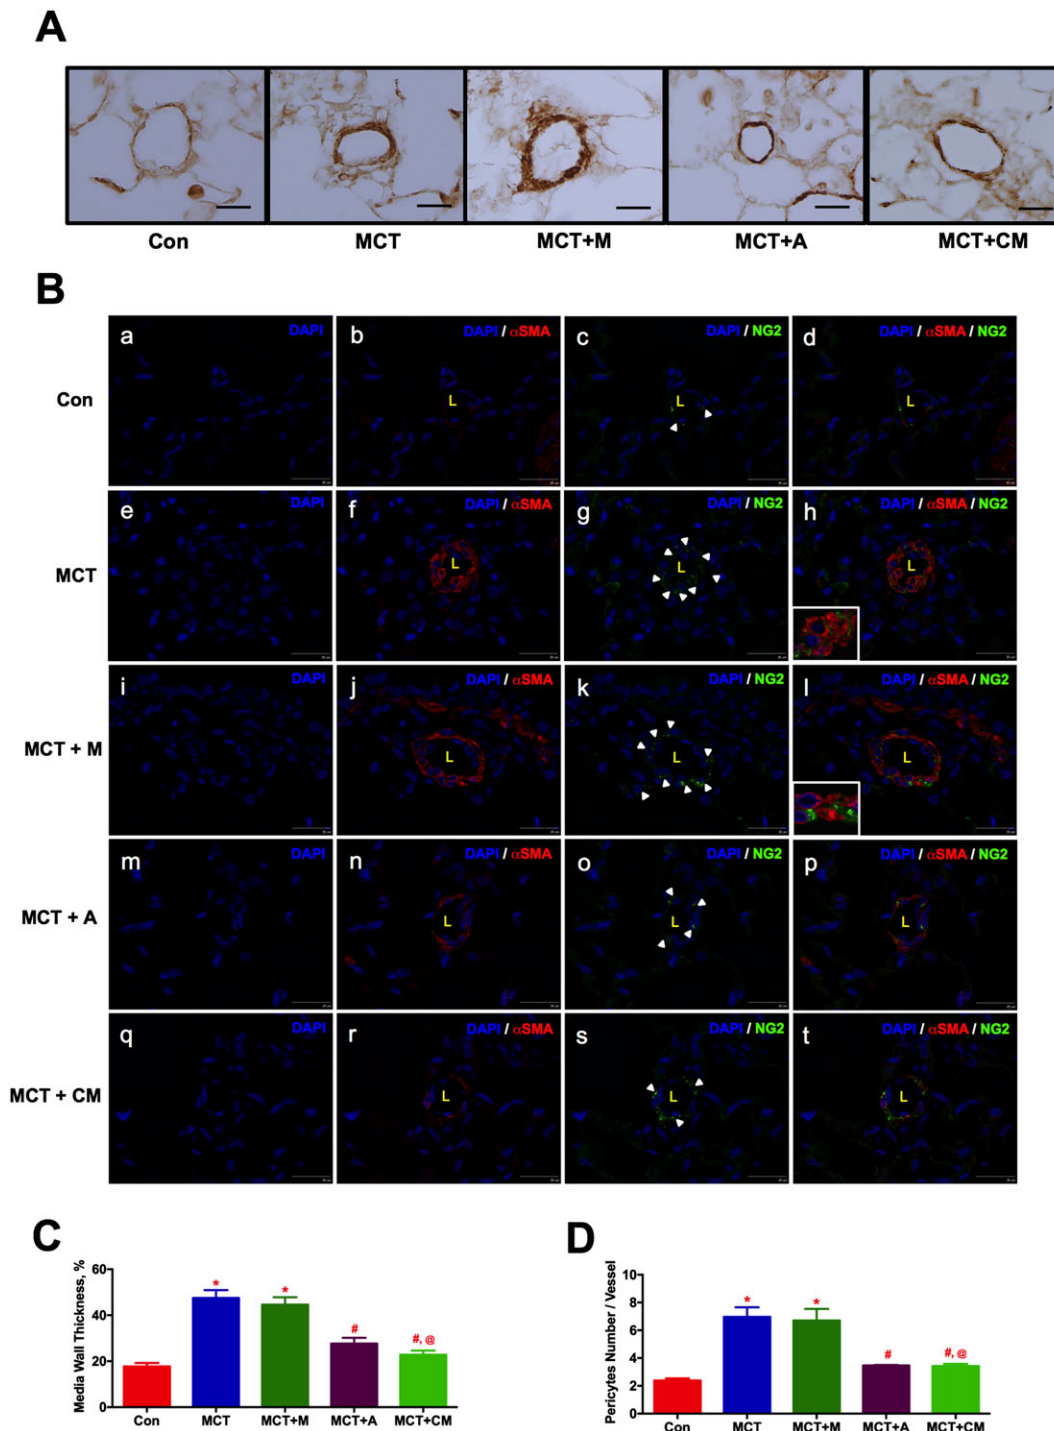 A
Con MCT MCT+M MCT+A MCT+CM
B
a DAPI b DAPI / αSMA c DAPI / NG2 d DAPI / αSMA / NG2
Con
L L L
e DAPI f DAPI / αSMA g DAPI / NG2 h DAPI / αSMA / NG2
MCT
L L L
i DAPI j DAPI / αSMA k DAPI / NG2 l DAPI / αSMA / NG2
MCT + M
L L L
m DAPI n DAPI / αSMA o DAPI / NG2 p DAPI / αSMA / NG2
MCT + A
L L L
q DAPI r DAPI / αSMA s DAPI / NG2 t DAPI / αSMA / NG2
MCT + CM
L L L
C
Media Wall Thickness, %
60
40
20
0
* * # #, @
Con MCT MCT+M MCT+A MCT+CM
D
Pericytes Number / Vessel
10
8
6
4
2
0
* * # #, @
Con MCT MCT+M MCT+A MCT+CM